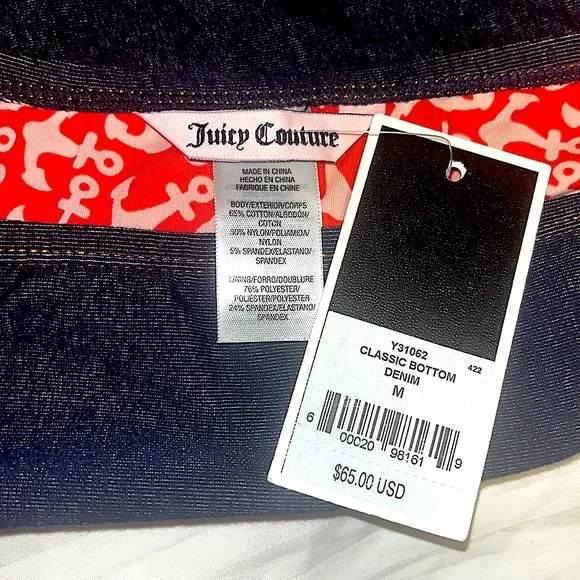 Juicy Couture
MADE IN CHINA
HECHO EN CHINA
FABRIQUE EN CHINE
BODY/EXTERIOR/CORPS
65% COTTON/ALGODÓN/
COTON
30% NYLON/POLIAMIDA/
NYLON
5% SPANDEX/ELASTANO/
SPANDEX
LINING/FORRO/DOUBLURE
76% POLYESTER/
POLIÉSTER/POLYESTER
24% SPANDEX/ELASTANO/
SPANDEX
Y31062 422
CLASSIC BOTTOM
DENIM
M
6 00020 98161 9
$65.00 USD